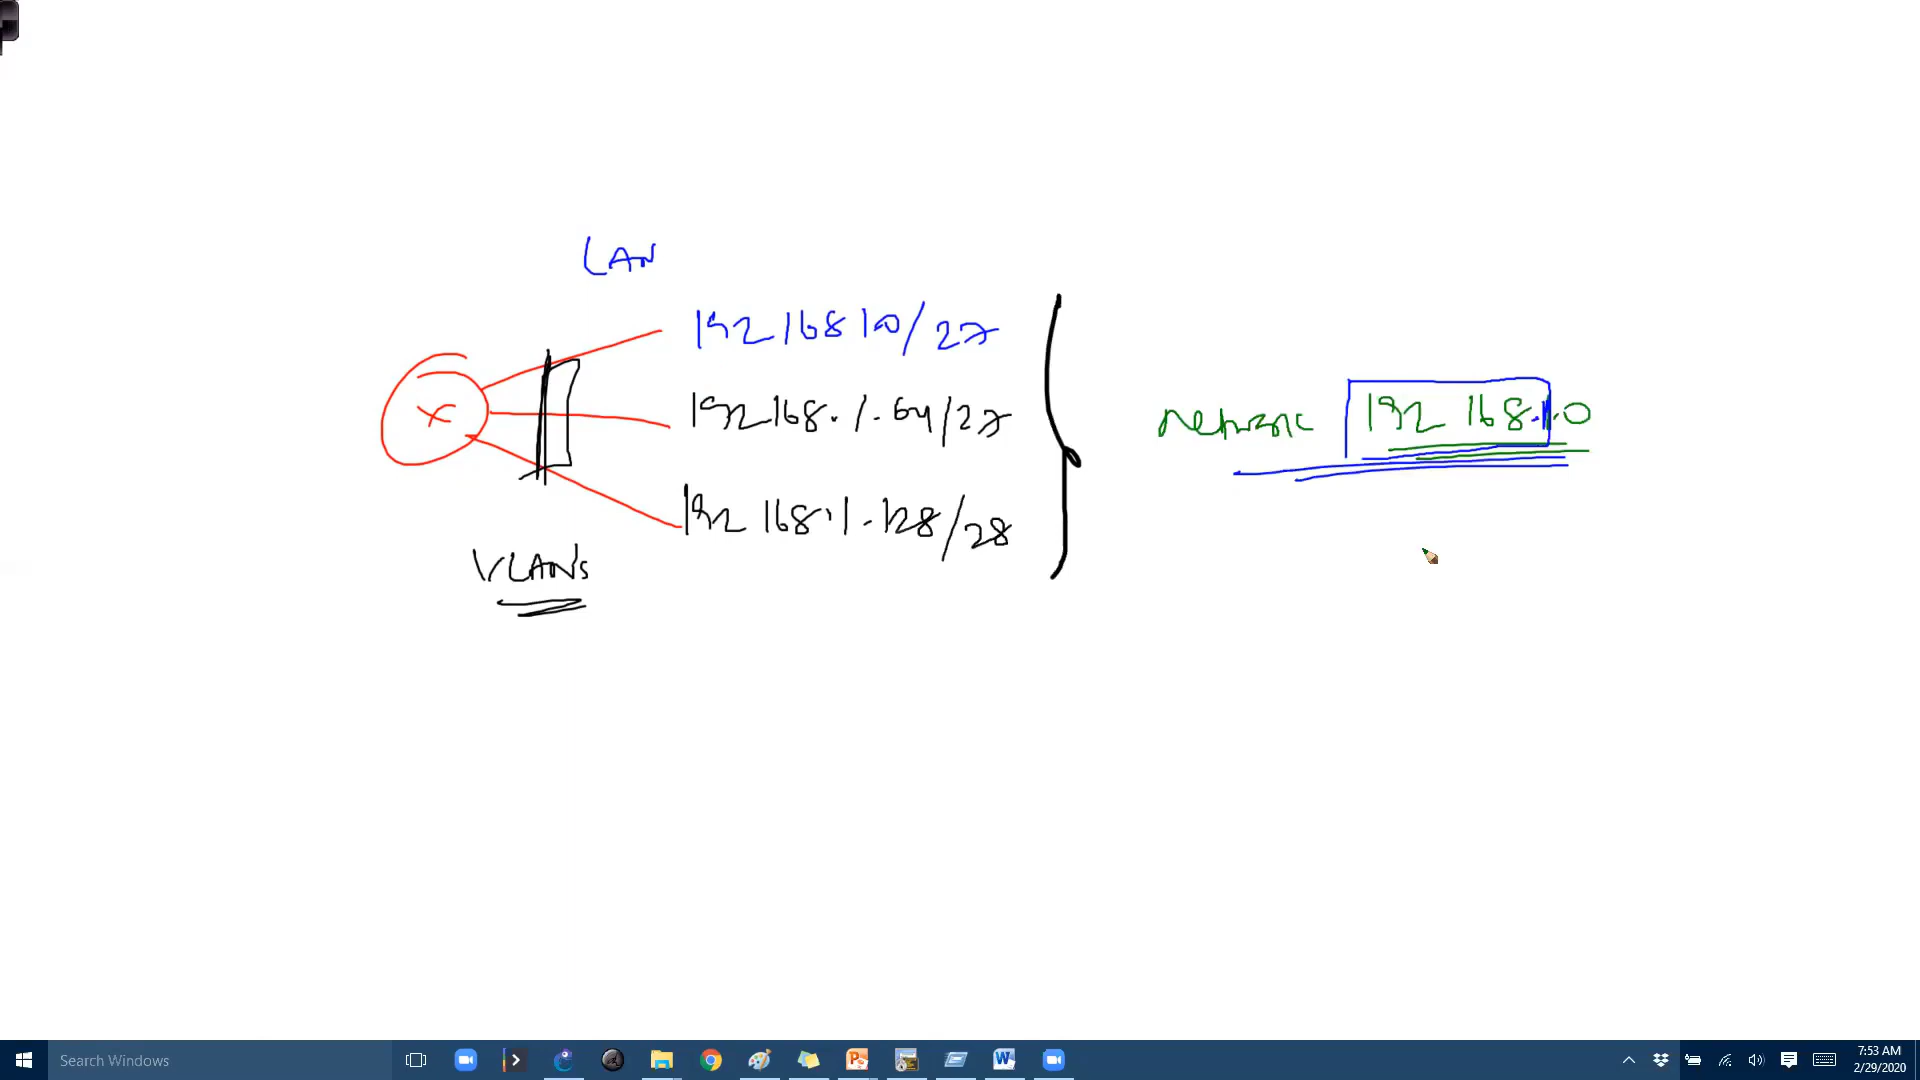 LAN
192 168 1 0/27
192 168. 1. 64/27
network 192 168.1.0
192 168.1.128/28
VLANs
Search Windows
7:53 AM
2/29/2020